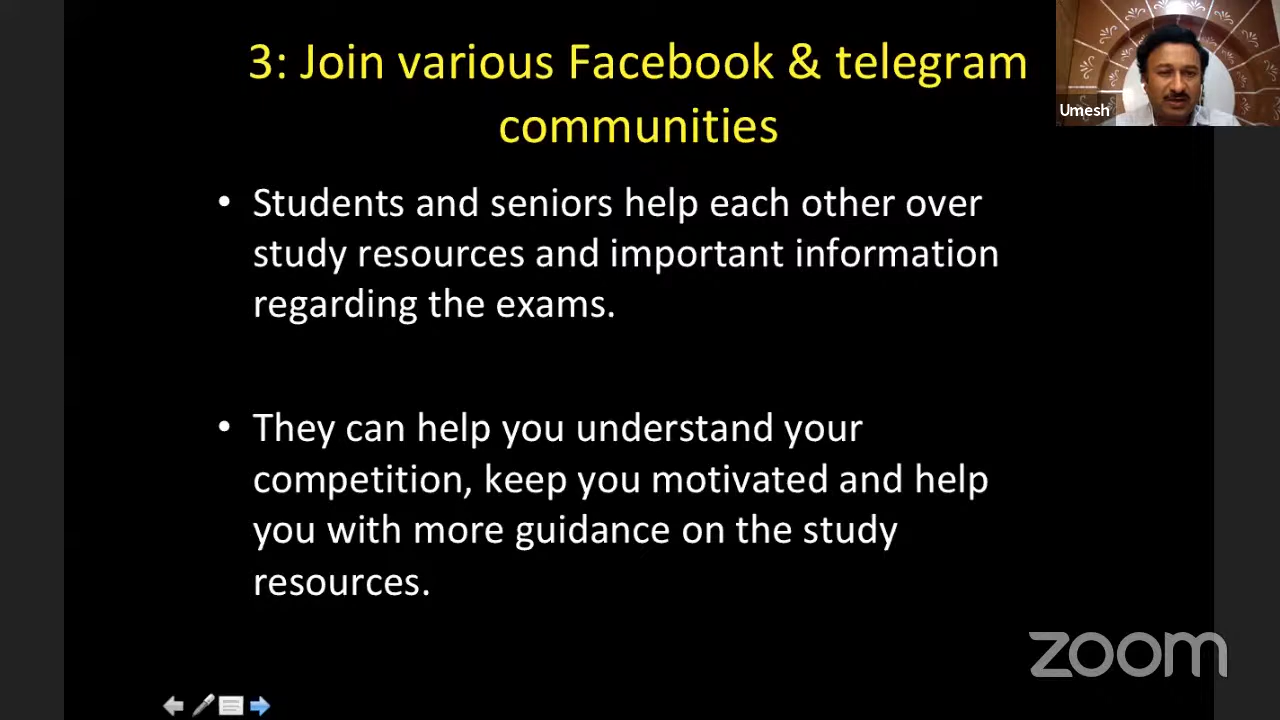 3: Join various Facebook & telegram
communities
Umesh
• Students and seniors help each other over
study resources and important information
regarding the exams.
• They can help you understand your
competition, keep you motivated and help
you with more guidance on the study
resources.
zoom